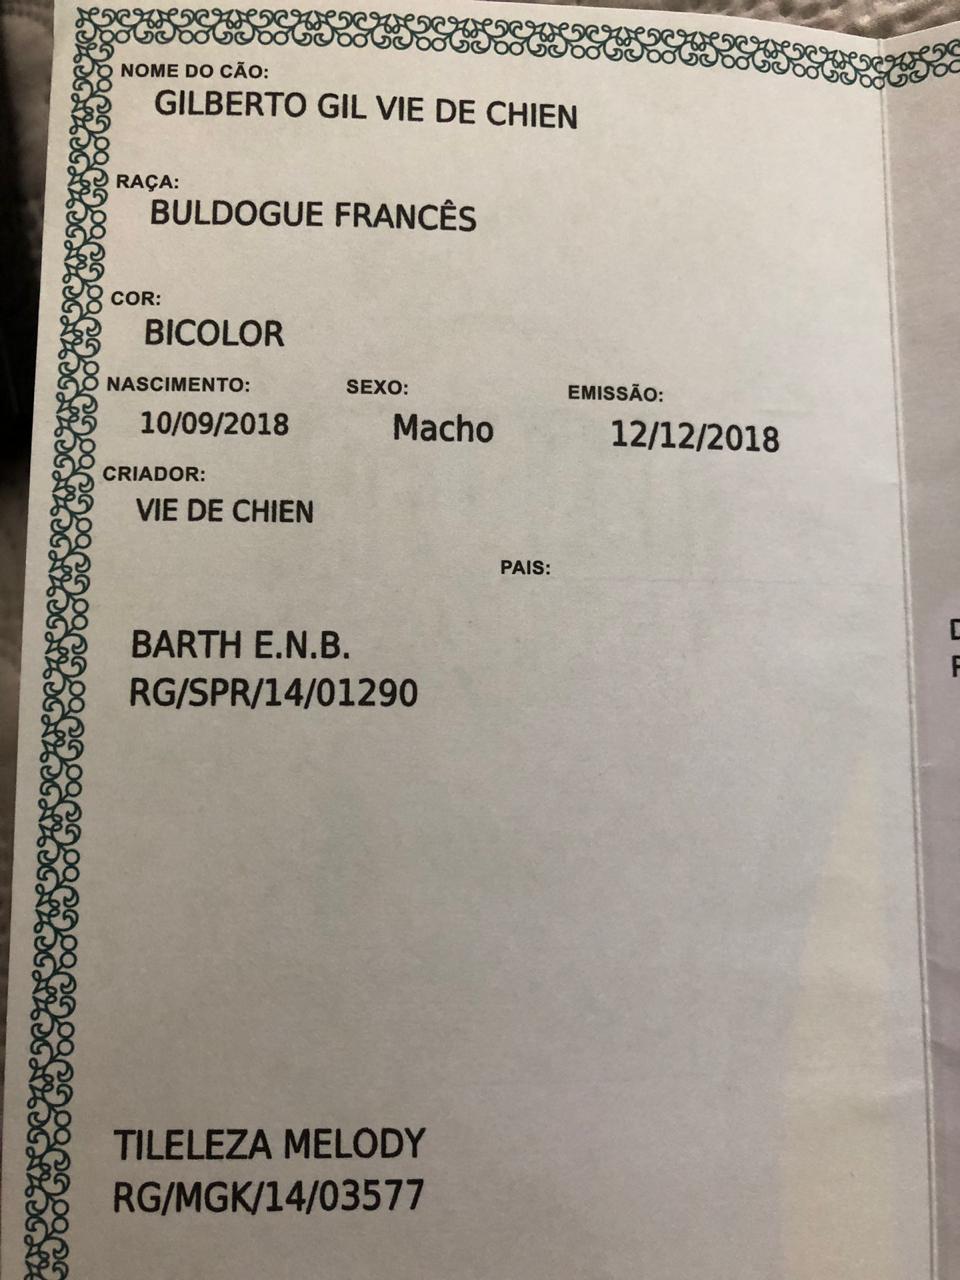 NOME DO CÃO:
GILBERTO GIL VIE DE CHIEN
RAÇA:
BULDOGUE FRANCÊS
COR:
BICOLOR
NASCIMENTO: SEXO: EMISSÃO:
10/09/2018 Macho 12/12/2018
CRIADOR:
VIE DE CHIEN
PAIS:
BARTH E.N.B.
RG/SPR/14/01290
TILELEZA MELODY
RG/MGK/14/03577